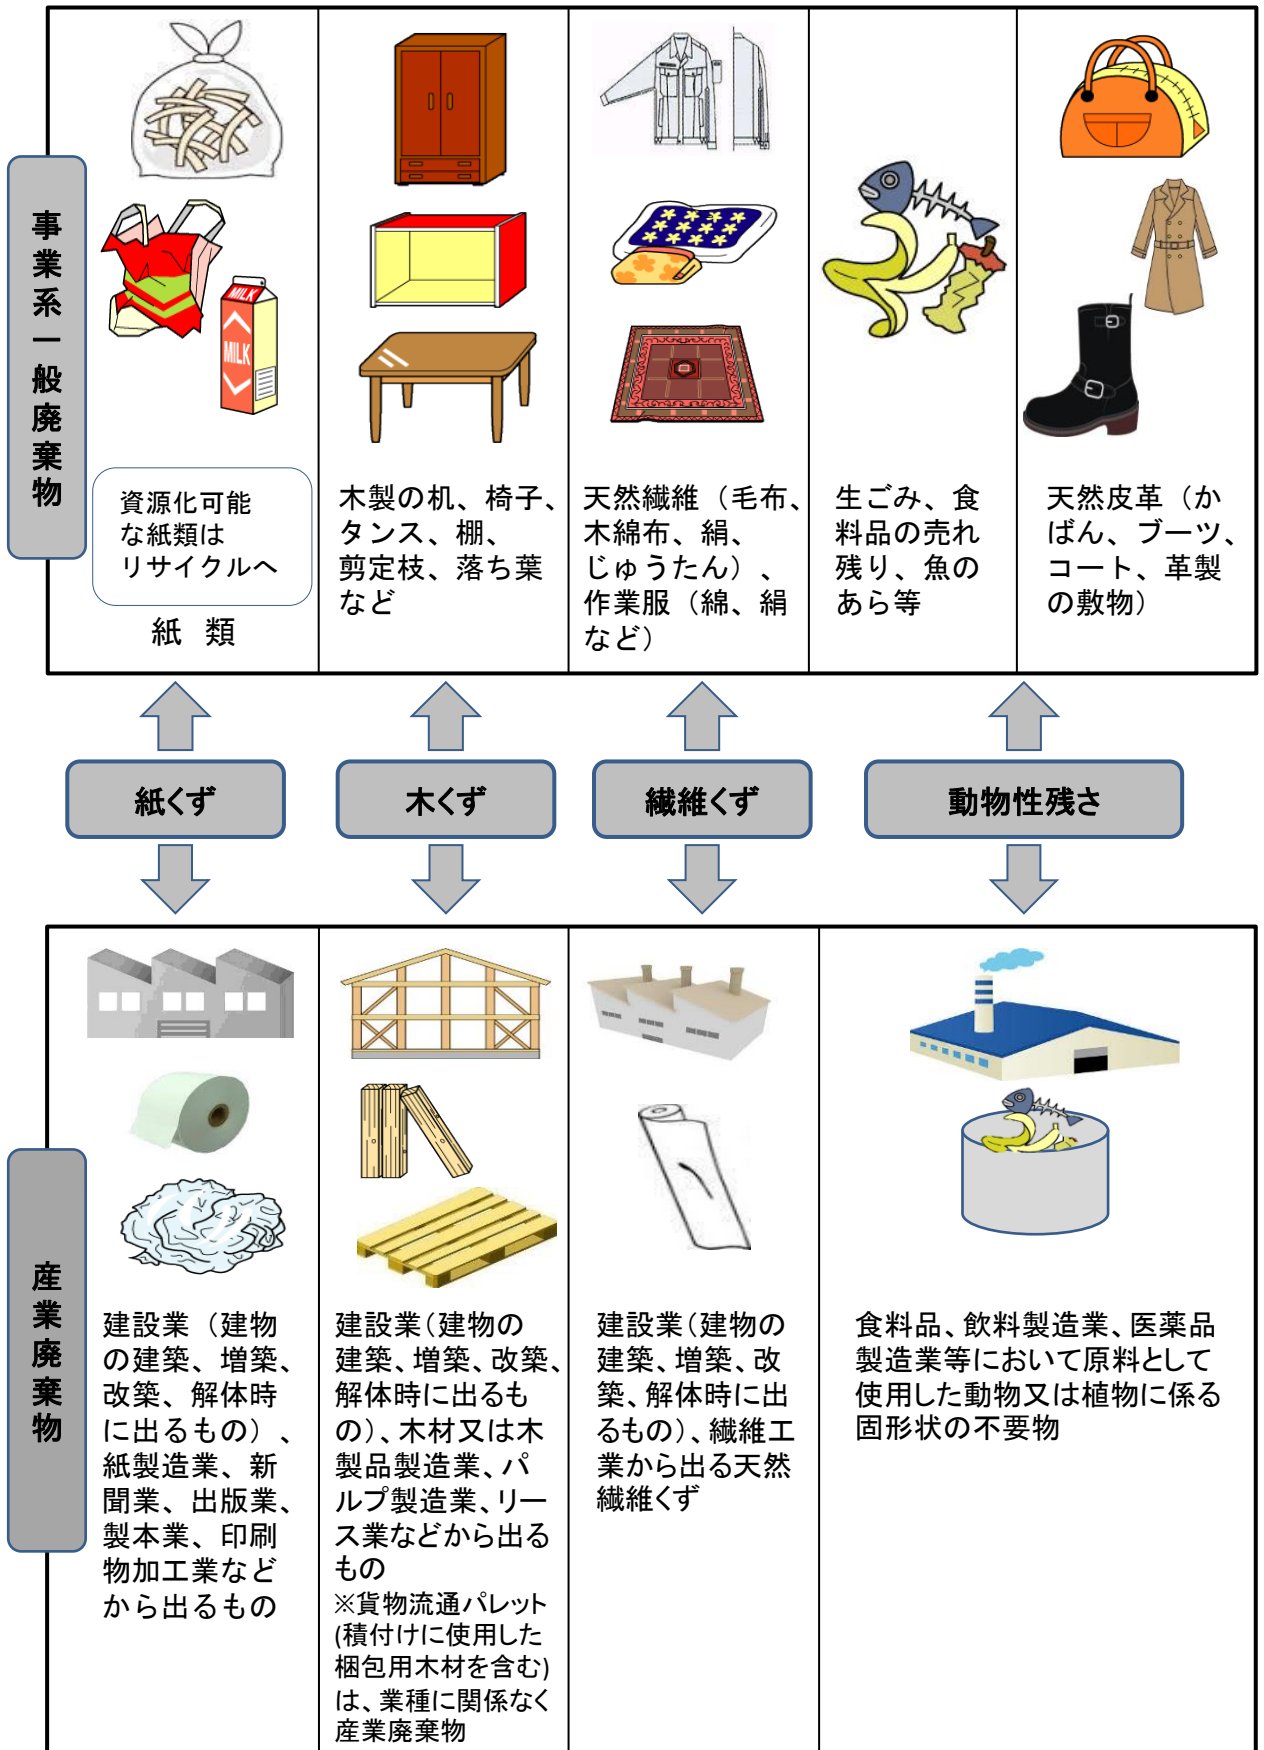 事業系一般廃棄物
MILK
MILK
資源化可能
な紙類は
リサイクルへ
紙 類
木製の机、椅子、
タンス、棚、
剪定枝、落ち葉
など
天然繊維（毛布、
木綿布、絹、
じゅうたん）、
作業服（綿、絹
など）
生ごみ、食
料品の売れ
残り、魚の
あら等
天然皮革（か
ばん、ブーツ、
コート、革製
の敷物）
紙くず
木くず
繊維くず
動物性残さ
産業廃棄物
建設業（建物
の建築、増築、
改築、解体時
に出るもの）、
紙製造業、新
聞業、出版業、
製本業、印刷
物加工業など
から出るもの
建設業(建物の
建築、増築、改築、
解体時に出るも
の)、木材又は木
製品製造業、パ
ルプ製造業、リー
ス業などから出る
もの
※貨物流通パレット
(積付けに使用した
梱包用木材を含む)
は、業種に関係なく
産業廃棄物
建設業(建物の
建築、増築、改
築、解体時に出
るもの)、繊維工
業から出る天然
繊維くず
食料品、飲料製造業、医薬品
製造業等において原料として
使用した動物又は植物に係る
固形状の不要物